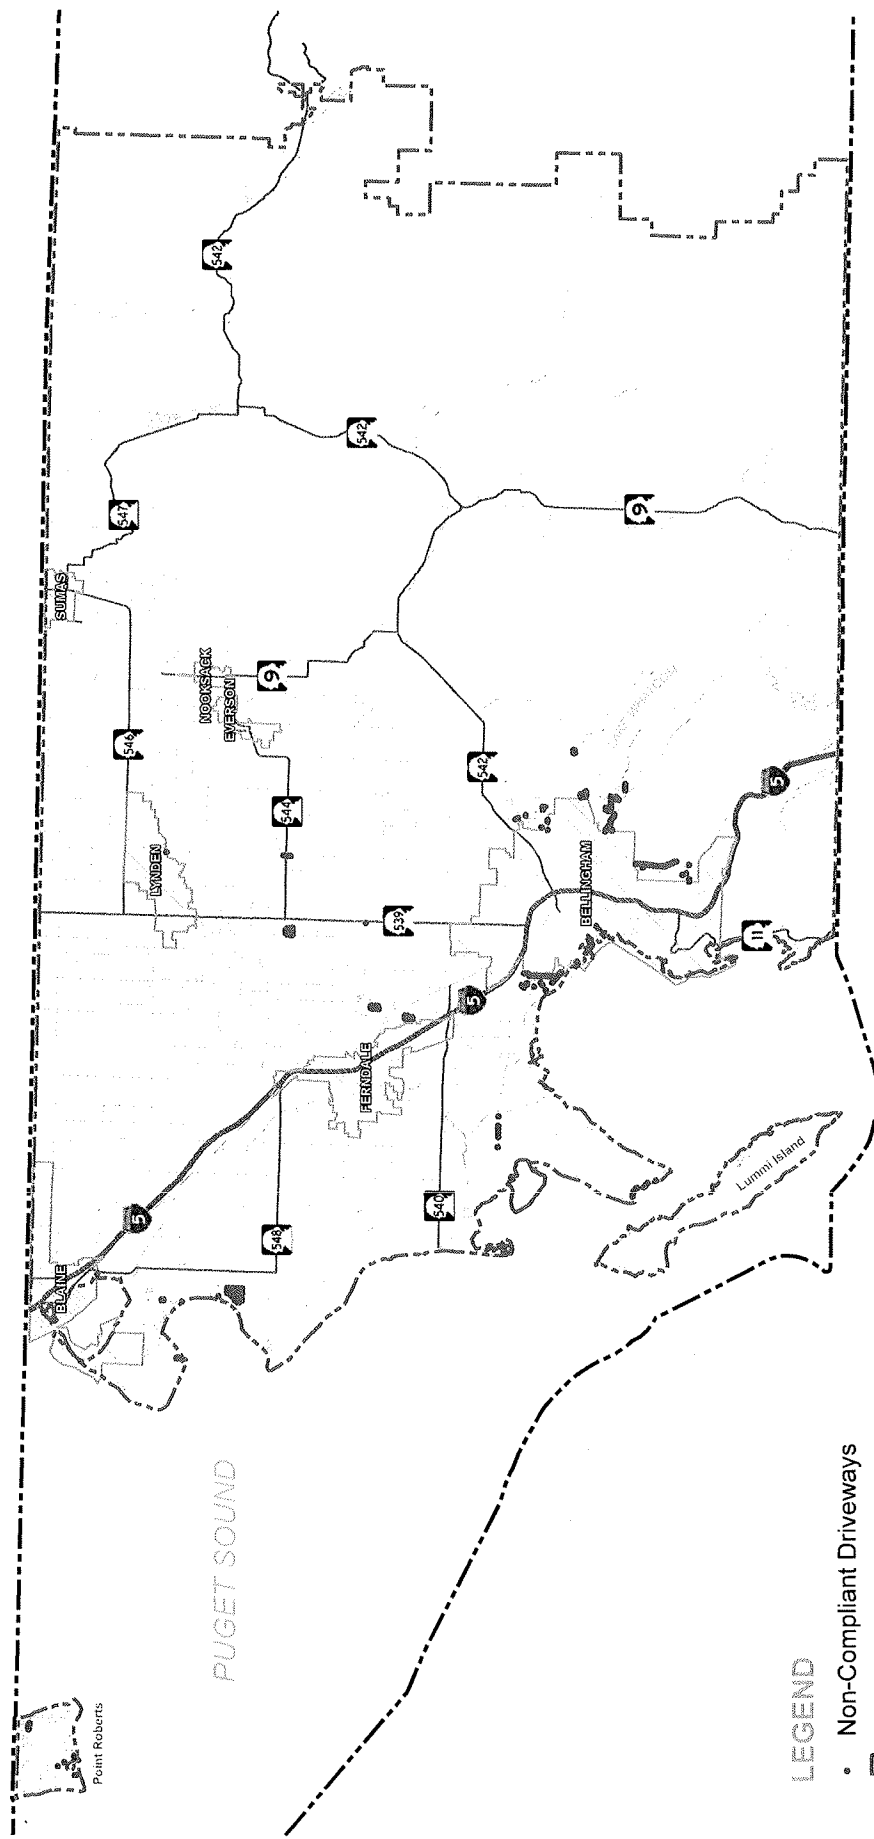 Point Roberts
PUGET SOUND
BLAINE
5
548
540
FERNDALE
5
Lummi Island
LYNDEN
546
544
539
542
BELLINGHAM
11
5
SUMAS
547
NOOKSACK
EVERSON
9
542
542
9
LEGEND
Non-Compliant Driveways